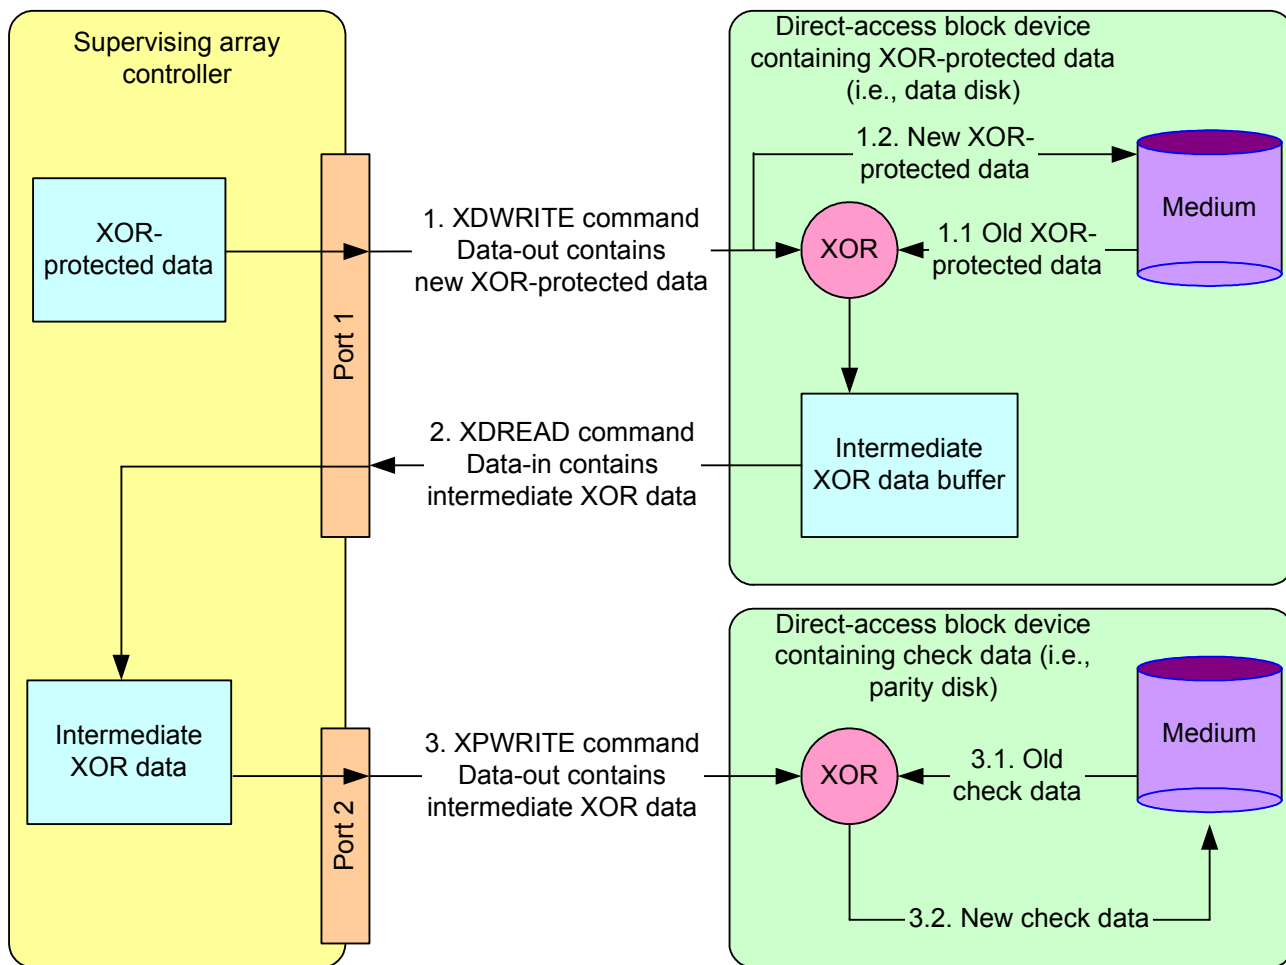 Supervising array
controller
XOR-
protected data
Port 1
1. XDWRITE command
Data-out contains
new XOR-protected data
2. XDREAD command
Data-in contains
intermediate XOR data
Intermediate
XOR data
Port 2
3. XPWRITE command
Data-out contains
intermediate XOR data
Direct-access block device
containing XOR-protected data
(i.e., data disk)
1.2. New XOR-
protected data
XOR
1.1 Old XOR-
protected data
Medium
Intermediate
XOR data buffer
Direct-access block device
containing check data (i.e.,
parity disk)
XOR
3.1. Old
check data
Medium
3.2. New check data